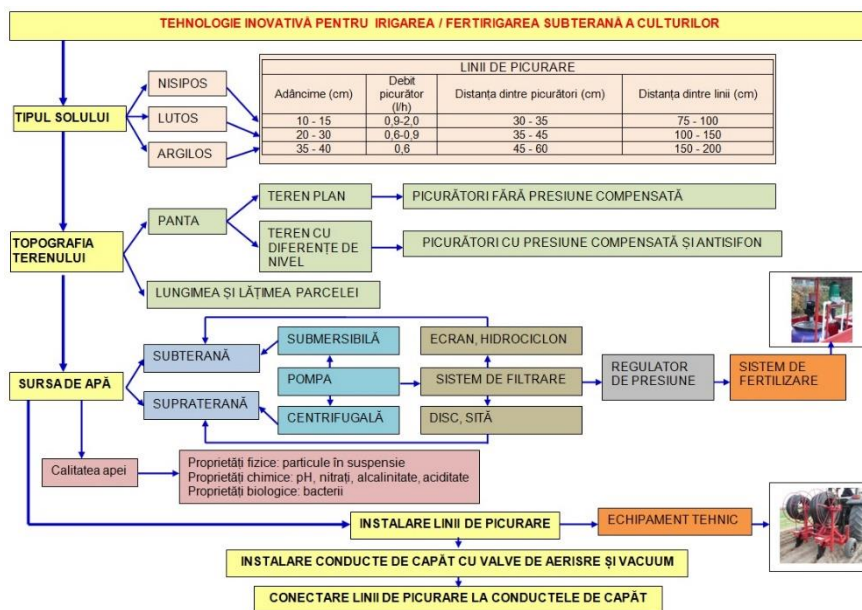 TEHNOLOGIE INOVATIVĂ PENTRU IRIGAREA / FERTIRIGAREA SUBTERANĂ A CULTURILOR
LINII DE PICURARE
Adâncime (cm)
Debit
picurător
(l/h)
Distanța dintre picurători (cm)
Distanța dintre linii (cm)
10 - 15
0,9-2,0
30 - 35
75 - 100
20 - 30
0,6-0,9
35 - 45
100 - 150
35 - 40
0,6
45 - 60
150 - 200
TIPUL SOLULUI
NISIPOS
LUTOS
ARGILOS
TOPOGRAFIA
TERENULUI
PANTA
TEREN PLAN
PICURĂTORI FĂRĂ PRESIUNE COMPENSATĂ
TEREN CU
DIFERENȚE DE
NIVEL
PICURĂTORI CU PRESIUNE COMPENSATĂ ȘI ANTISIFON
LUNGIMEA ȘI LĂȚIMEA PARCELEI
SURSA DE APĂ
SUBTERANĂ
SUPRATERANĂ
SUBMERSIBILĂ
POMPA
CENTRIFUGALĂ
ECRAN, HIDROCICLON
SISTEM DE FILTRARE
DISC, SITĂ
REGULATOR
DE PRESIUNE
SISTEM DE
FERTILIZARE
Calitatea apei
Proprietăți fizice: particule în suspensie
Proprietăți chimice: pH, nitrați, alcalinitate, aciditate
Proprietăți biologice: bacterii
INSTALARE LINII DE PICURARE
ECHIPAMENT TEHNIC
INSTALARE CONDUCTE DE CAPĂT CU VALVE DE AERISRE ȘI VACUUM
CONECTARE LINII DE PICURARE LA CONDUCTELE DE CAPĂT